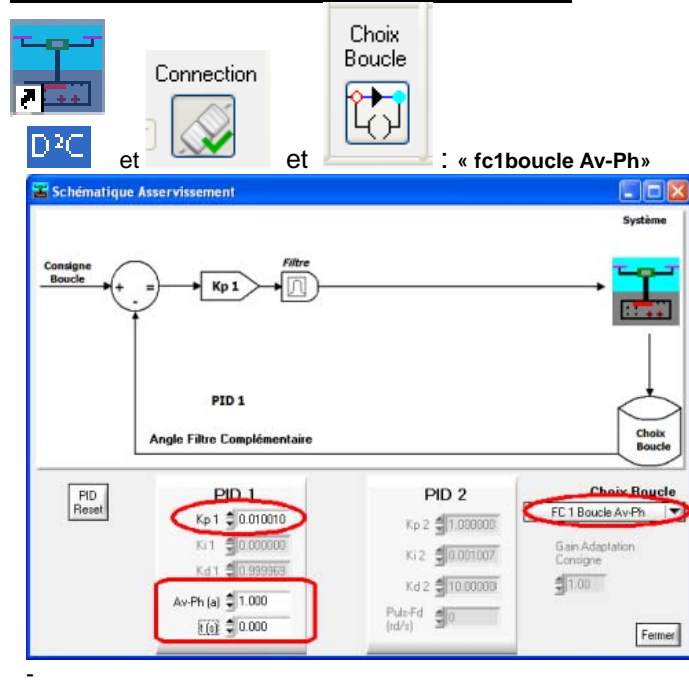 Choix
Boucle
Connection
D²C et et : « fc1boucle Av-Ph»
Schématique Asservissement
Système
Consigne
Boucle
+ = -
Kp 1
Filtre
PID 1
Angle Filtre Complémentaire
Choix
Boucle
PID
Reset
PID 1
Kp 1 0.010010
Ki 1 0.000000
Kd 1 0.999969
Av-Ph (a) 1.000
t (s) 0.000
PID 2
Kp 2 1.000000
Ki 2 0.001007
Kd 2 10.00000
Puls-Fd
(rd/s) 0
Choix Boucle
FC 1 Boucle Av-Ph
Gain Adaptation
Consigne
1.00
Fermer
-